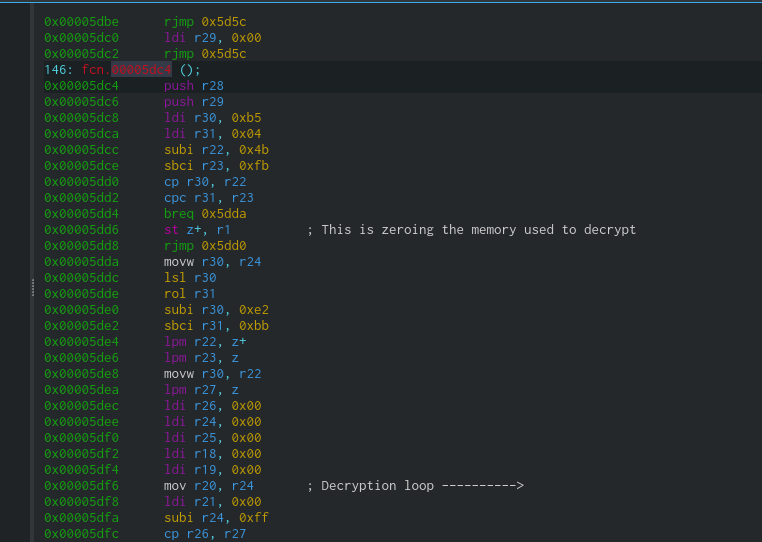 0x00005dbe rjmp 0x5d5c
0x00005dc0 ldi r29, 0x00
0x00005dc2 rjmp 0x5d5c
146: fcn.00005dc4 ();
0x00005dc4 push r28
0x00005dc6 push r29
0x00005dc8 ldi r30, 0xb5
0x00005dca ldi r31, 0x04
0x00005dcc subi r22, 0x4b
0x00005dce sbci r23, 0xfb
0x00005dd0 cp r30, r22
0x00005dd2 cpc r31, r23
0x00005dd4 breq 0x5dda
0x00005dd6 st z+, r1 ; This is zeroing the memory used to decrypt
0x00005dd8 rjmp 0x5dd0
0x00005dda movw r30, r24
0x00005ddc lsl r30
0x00005dde rol r31
0x00005de0 subi r30, 0xe2
0x00005de2 sbci r31, 0xbb
0x00005de4 lpm r22, z+
0x00005de6 lpm r23, z
0x00005de8 movw r30, r22
0x00005dea lpm r27, z
0x00005dec ldi r26, 0x00
0x00005dee ldi r24, 0x00
0x00005df0 ldi r25, 0x00
0x00005df2 ldi r18, 0x00
0x00005df4 ldi r19, 0x00
0x00005df6 mov r20, r24 ; Decryption loop ---------->
0x00005df8 ldi r21, 0x00
0x00005dfa subi r24, 0xff
0x00005dfc cp r26, r27